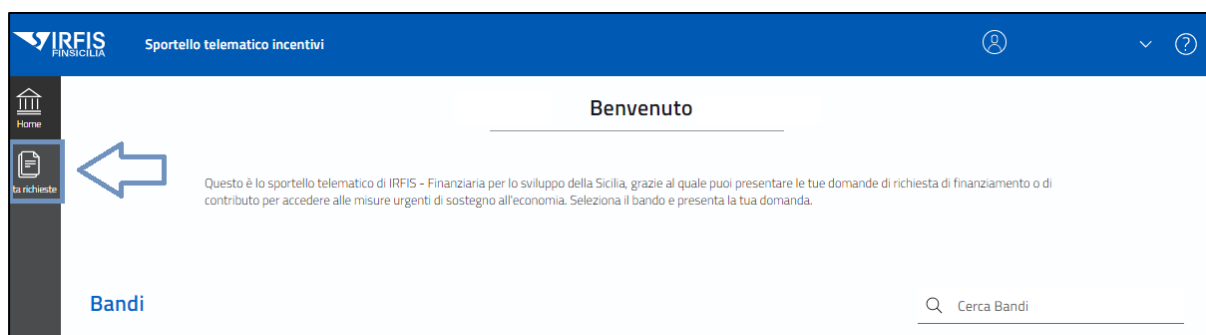 IRFIS
FINSICILIA
Sportello telematico incentivi
Home
ta richieste
Benvenuto
Questo è lo sportello telematico di IRFIS - Finanziaria per lo sviluppo della Sicilia, grazie al quale puoi presentare le tue domande di richiesta di finanziamento o di
contributo per accedere alle misure urgenti di sostegno all'economia. Seleziona il bando e presenta la tua domanda.
Bandi
Cerca Bandi